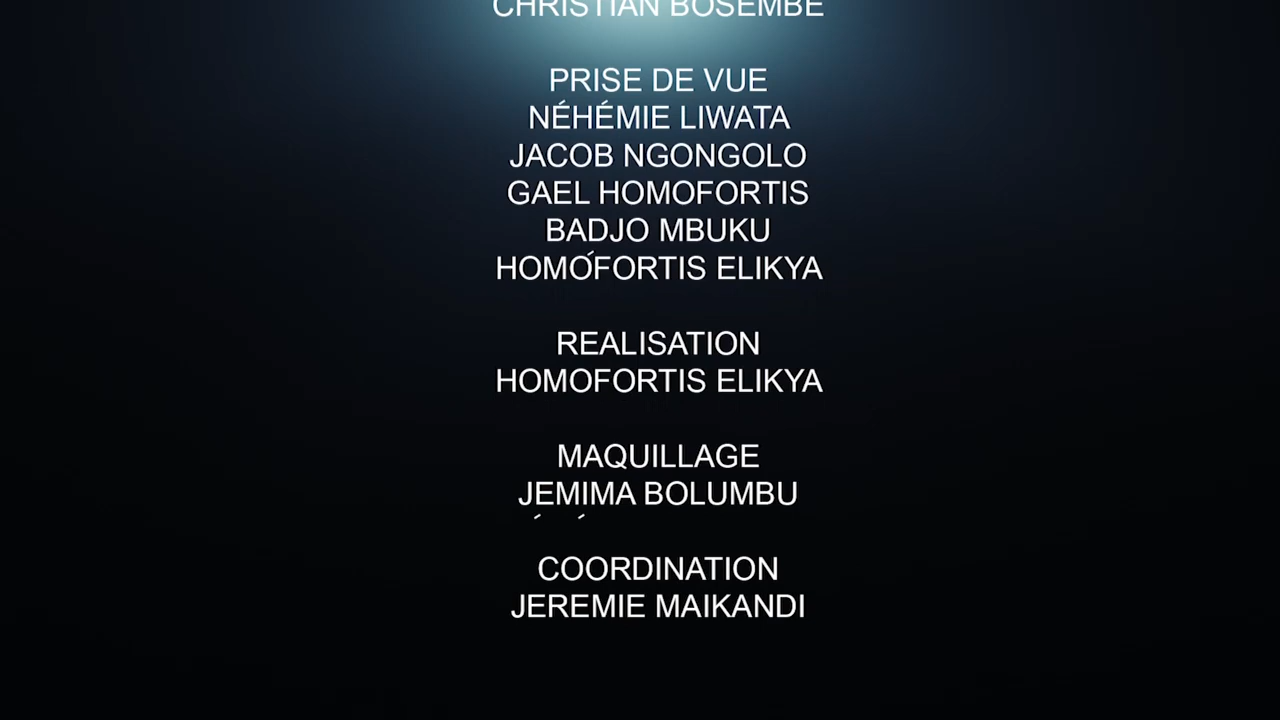 CHRISTIAN BOSEMBE
PRISE DE VUE
NÉHÉMIE LIWATA
JACOB NGONGOLO
GAEL HOMOFORTIS
BADJO MBUKU
HOMOFORTIS ELIKYA
REALISATION
HOMOFORTIS ELIKYA
MAQUILLAGE
JEMIMA BOLUMBU
COORDINATION
JEREMIE MAIKANDI